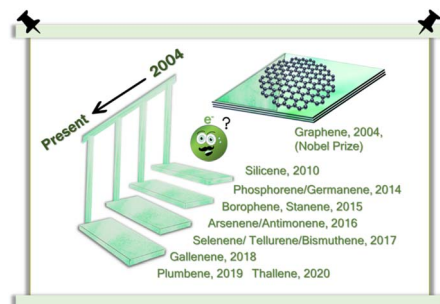 2004
Present
e- ?
Graphene, 2004,
(Nobel Prize)
Silicene, 2010
Phosphorene/Germanene, 2014
Borophene, Stanene, 2015
Arsenene/Antimonene, 2016
Selenene/ Tellurene/Bismuthene, 2017
Gallenene, 2018
Plumbene, 2019 Thallene, 2020